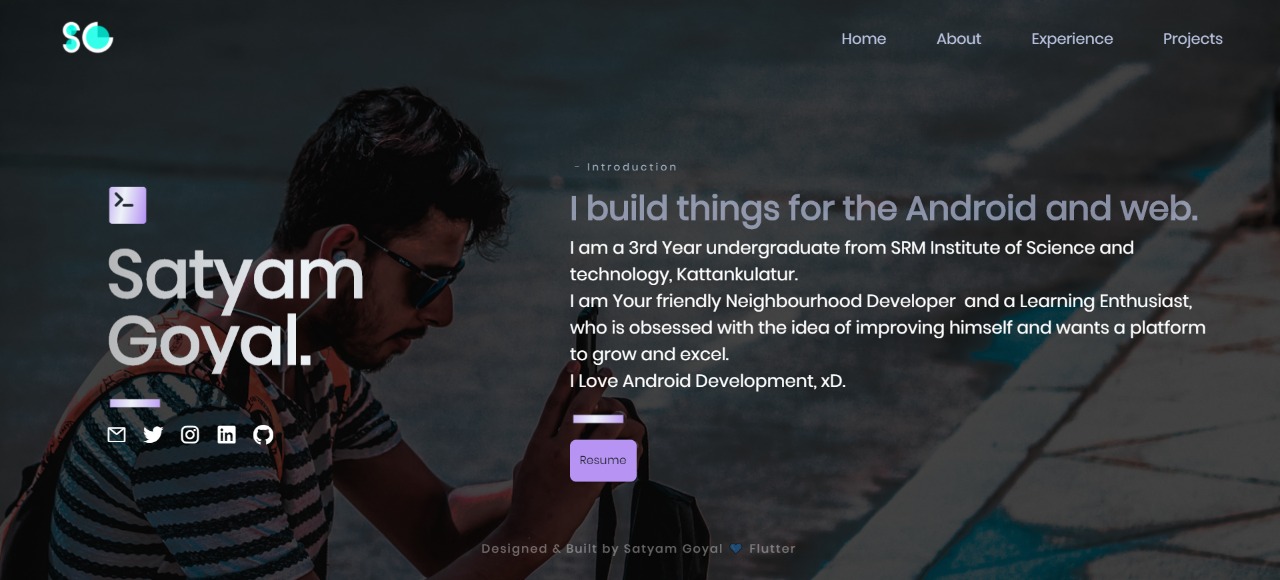 SG
Home About Experience Projects
- Introduction
I build things for the Android and web.
I am a 3rd Year undergraduate from SRM Institute of Science and
technology, Kattankulatur.
I am Your friendly Neighbourhood Developer  and a Learning Enthusiast,
who is obsessed with the idea of improving himself and wants a platform
to grow and excel.
I Love Android Development, xD.
Resume
Satyam
Goyal.
Designed & Built by Satyam Goyal 💙 Flutter